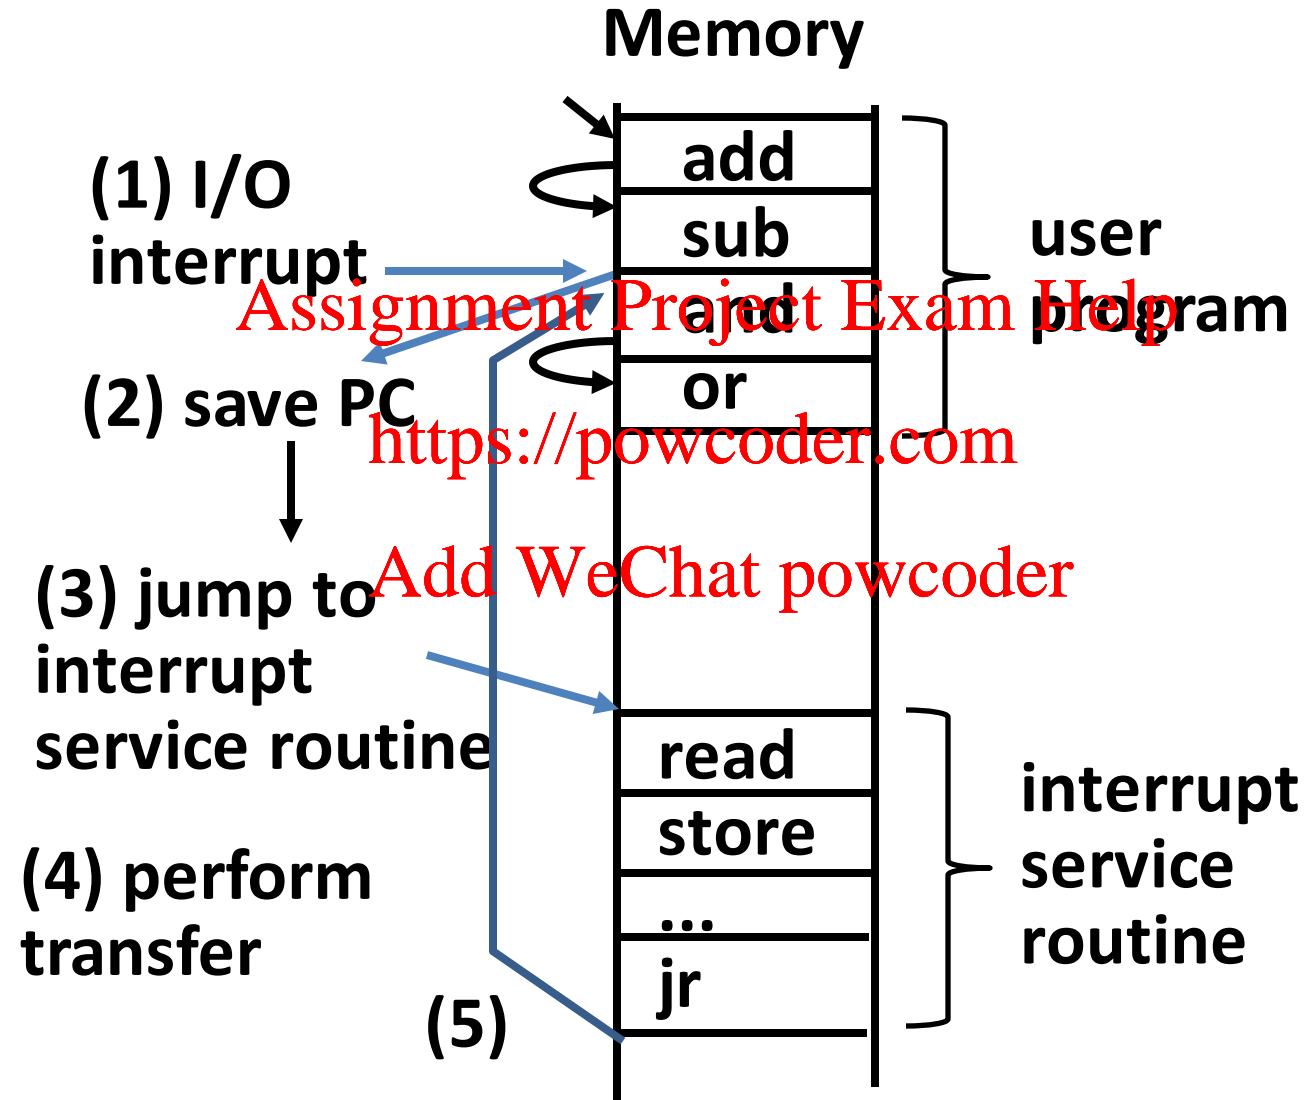 Memory
(1) I/O
interrupt
add
sub
and
or
user
program
Assignment Project Exam Help
(2) save PC
https://powcoder.com
(3) jump to
interrupt
service routine
Add WeChat powcoder
read
store
...
jr
interrupt
service
routine
(4) perform
transfer
(5)